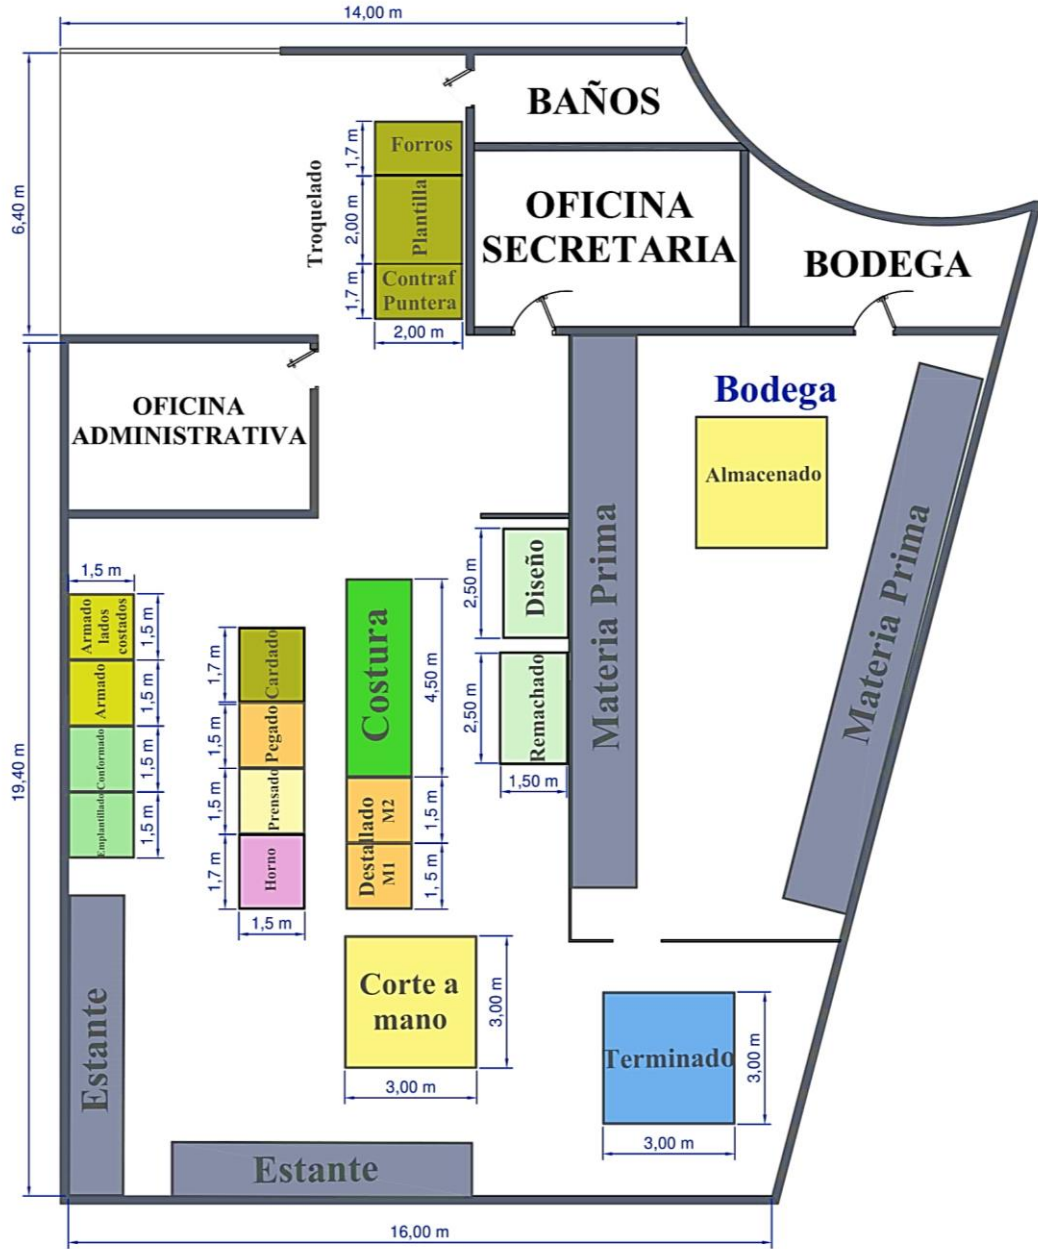 14,00 m
BAÑOS
1,7 m
Forros
6,40 m
Troquelado
2,00 m
Plantilla
OFICINA
SECRETARIA
BODEGA
1,7 m
Contraf
Puntera
2,00 m
OFICINA
ADMINISTRATIVA
Bodega
Almacenado
Materia Prima
Materia Prima
2,50 m
Diseño
2,50 m
Remachado
1,50 m
1,5 m
Armado
lados
costados
1,5 m
Armado
1,5 m
Conformado
1,5 m
Emplantillado
1,5 m
1,7 m
Cardado
1,5 m
Pegado
1,5 m
Prensado
1,7 m
Horno
1,5 m
Costura
4,50 m
Destallado
M2
1,5 m
M1
1, 5 m
19,40 m
Corte a
mano
3,00 m
3,00 m
Terminado
3,00 m
3,00 m
Estante
Estante
16,00 m